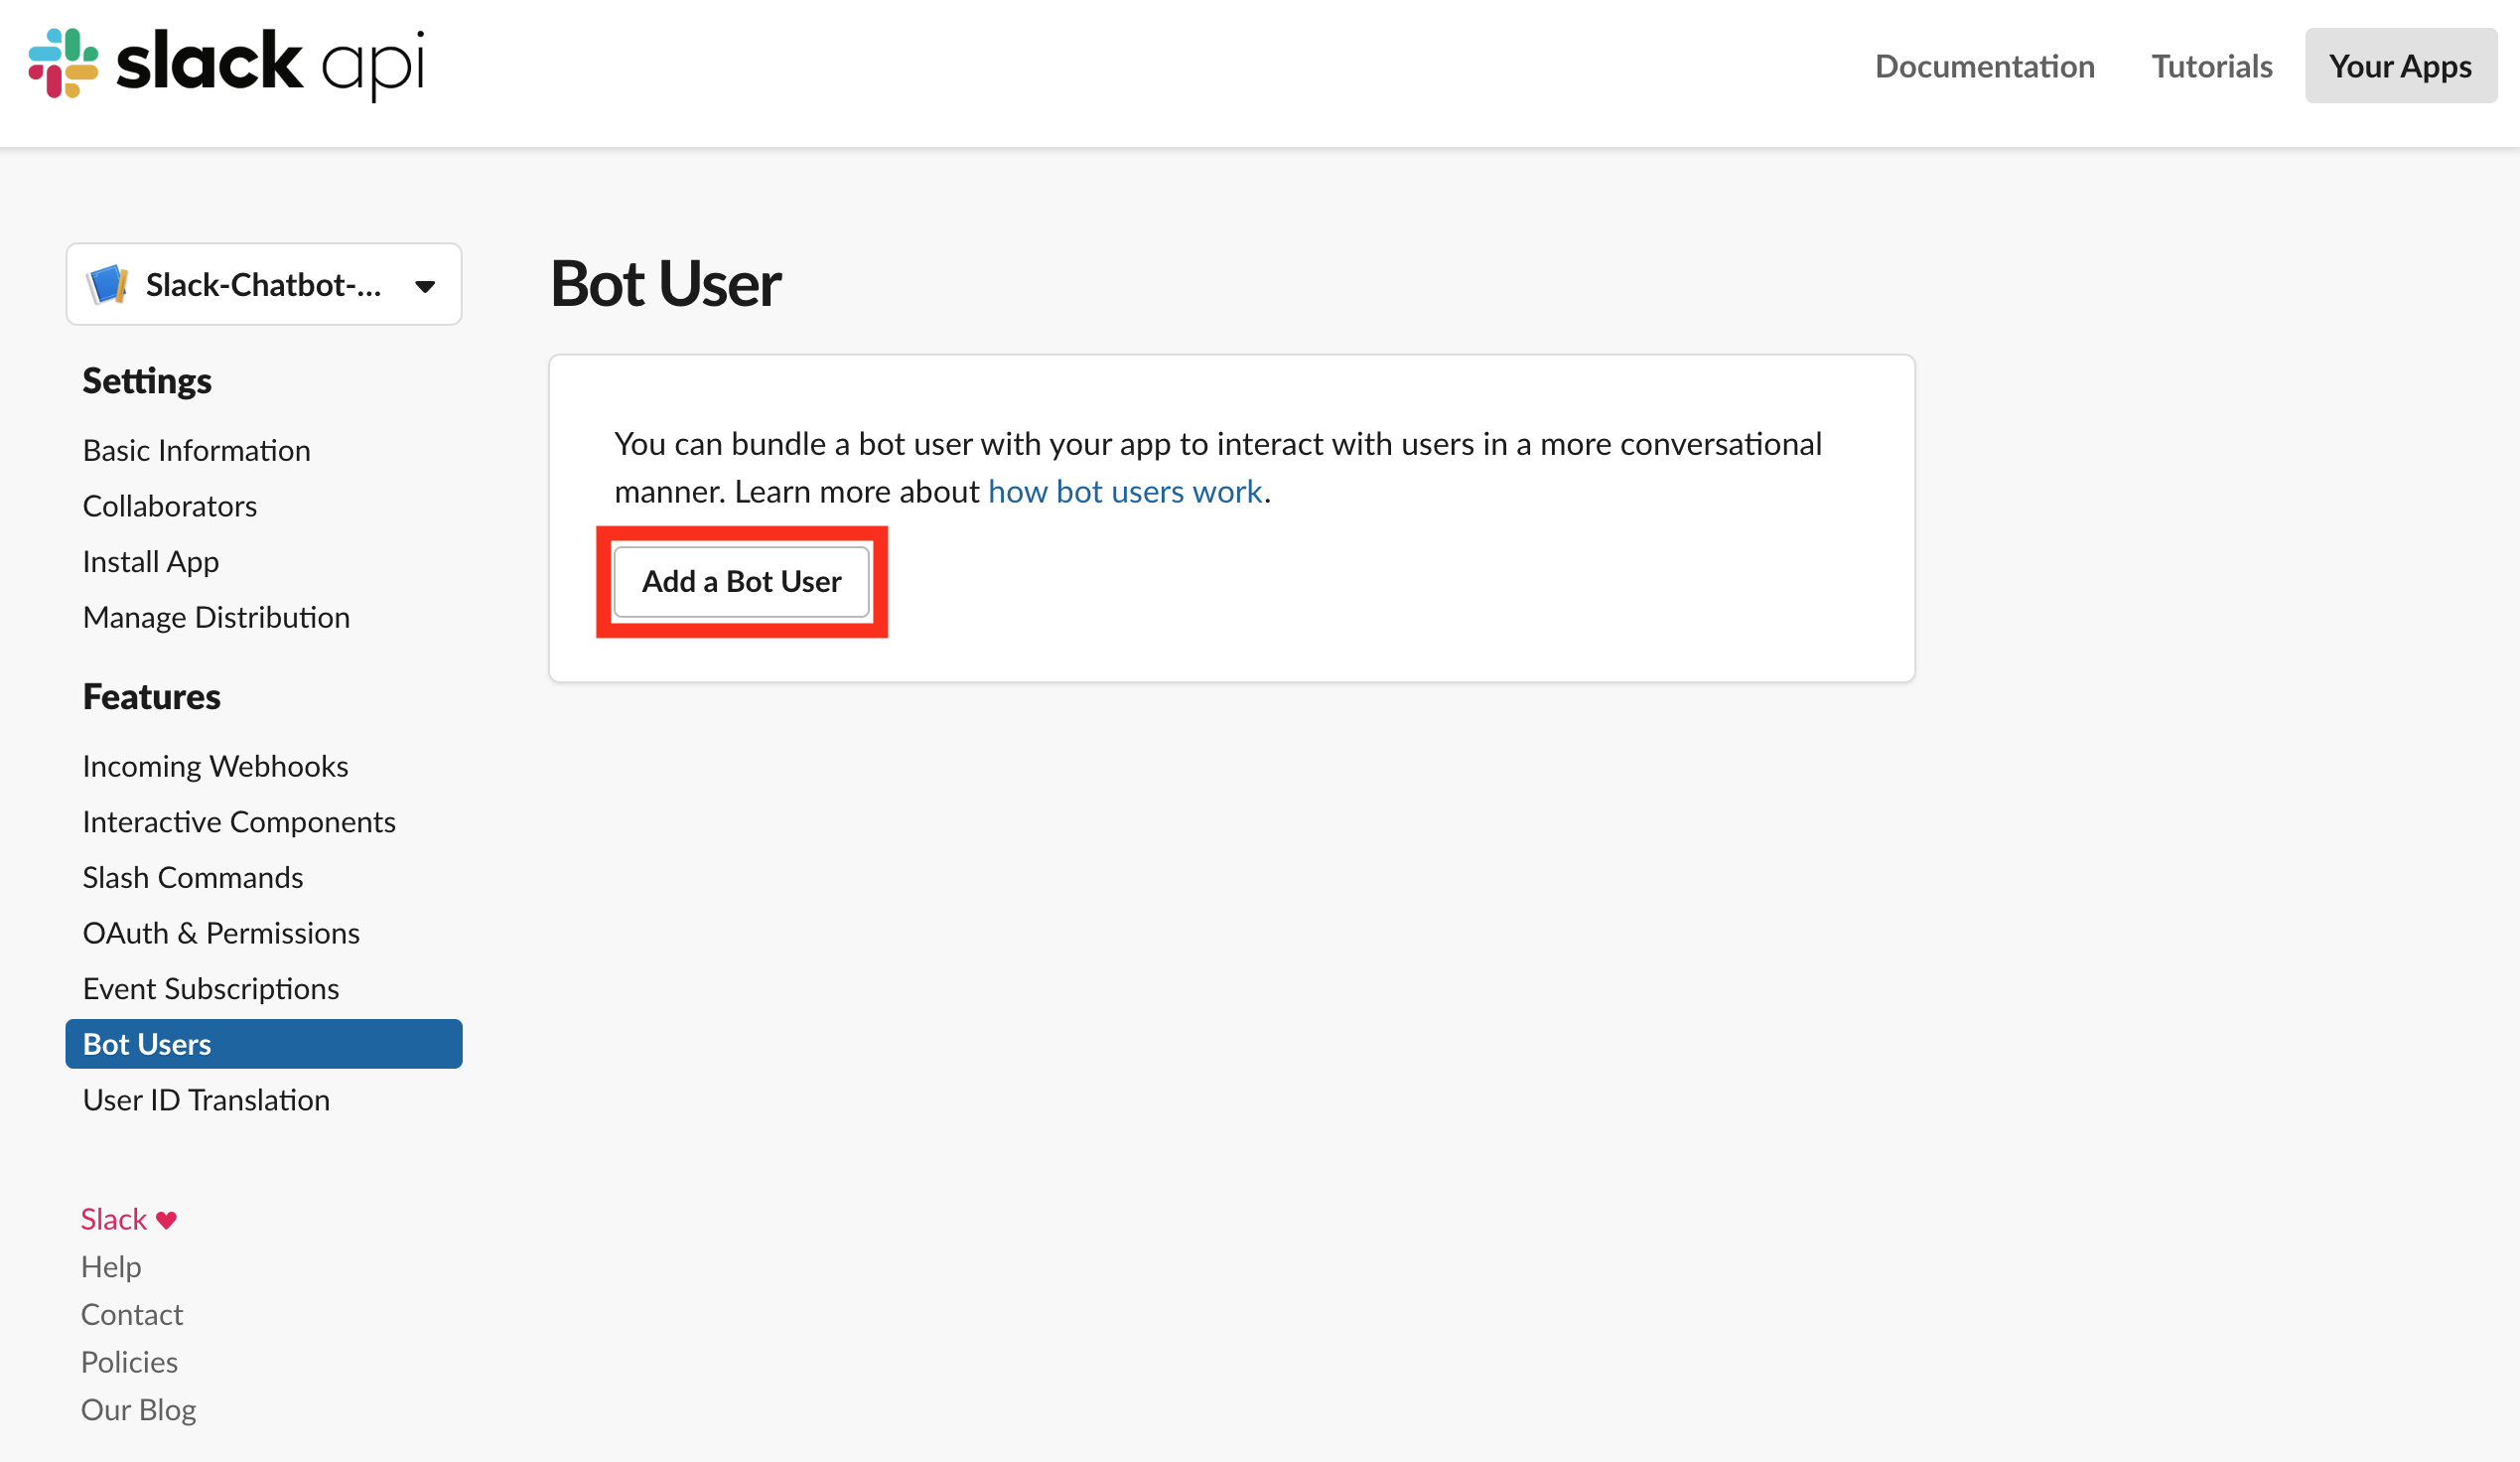 slack api
Documentation
Tutorials
Your Apps
Slack-Chatbot-...
Settings
Basic Information
Collaborators
Install App
Manage Distribution
Features
Incoming Webhooks
Interactive Components
Slash Commands
OAuth & Permissions
Event Subscriptions
Bot Users
User ID Translation
Slack ♥
Help
Contact
Policies
Our Blog
Bot User
You can bundle a bot user with your app to interact with users in a more conversational
manner. Learn more about how bot users work.
Add a Bot User